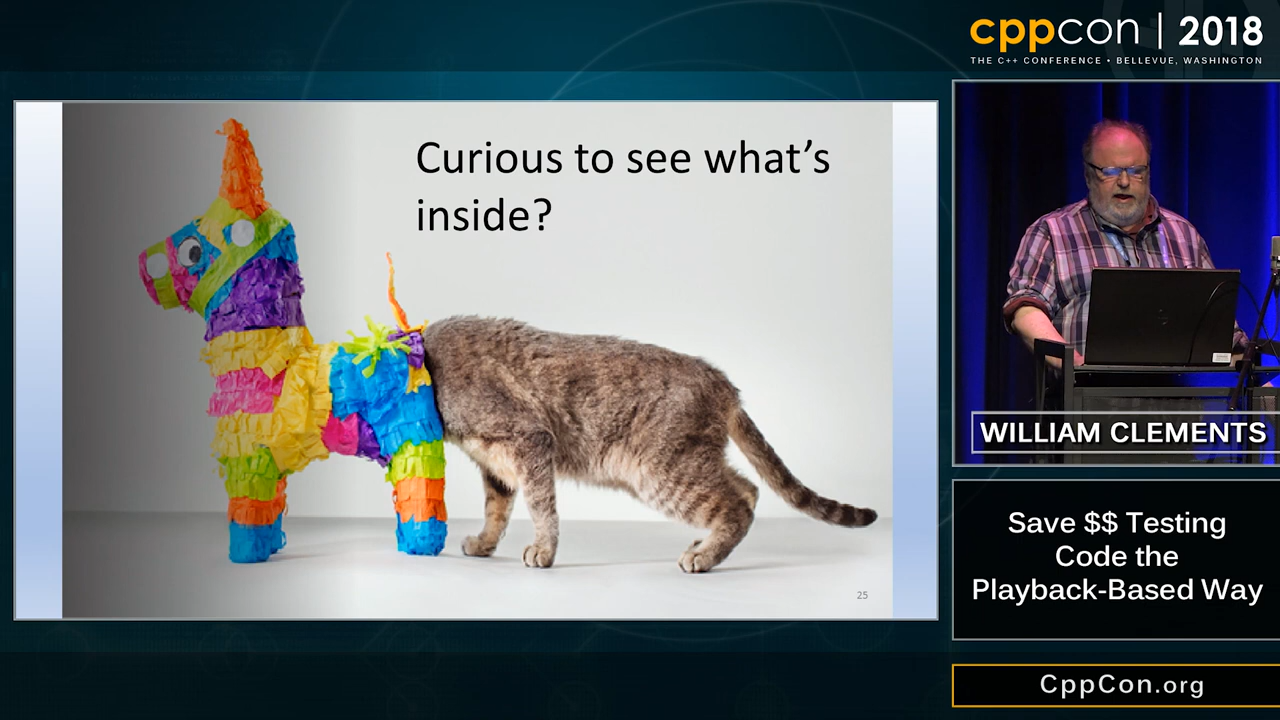 cppcon | 2018
THE C++ CONFERENCE • BELLEVUE, WASHINGTON
Curious to see what's
inside?
25
WILLIAM CLEMENTS
Save $$ Testing
Code the
Playback-Based Way
CppCon.org